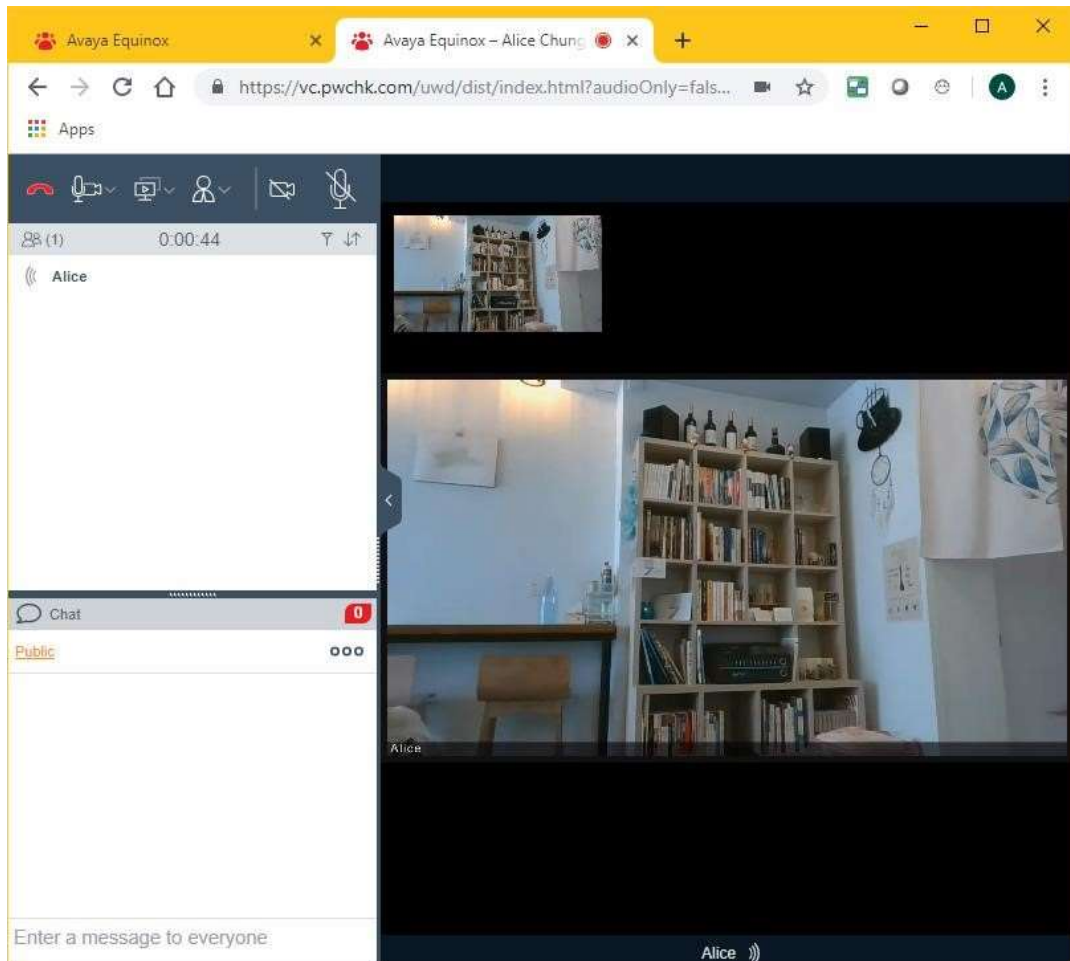 Avaya Equinox
Avaya Equinox – Alice Chung
https://vc.pwchk.com/uwd/dist/index.html?audioOnly=fals...
A
Apps
(1) 0:00:44
Alice
Chat 0
Public
Alice
Enter a message to everyone
Alice